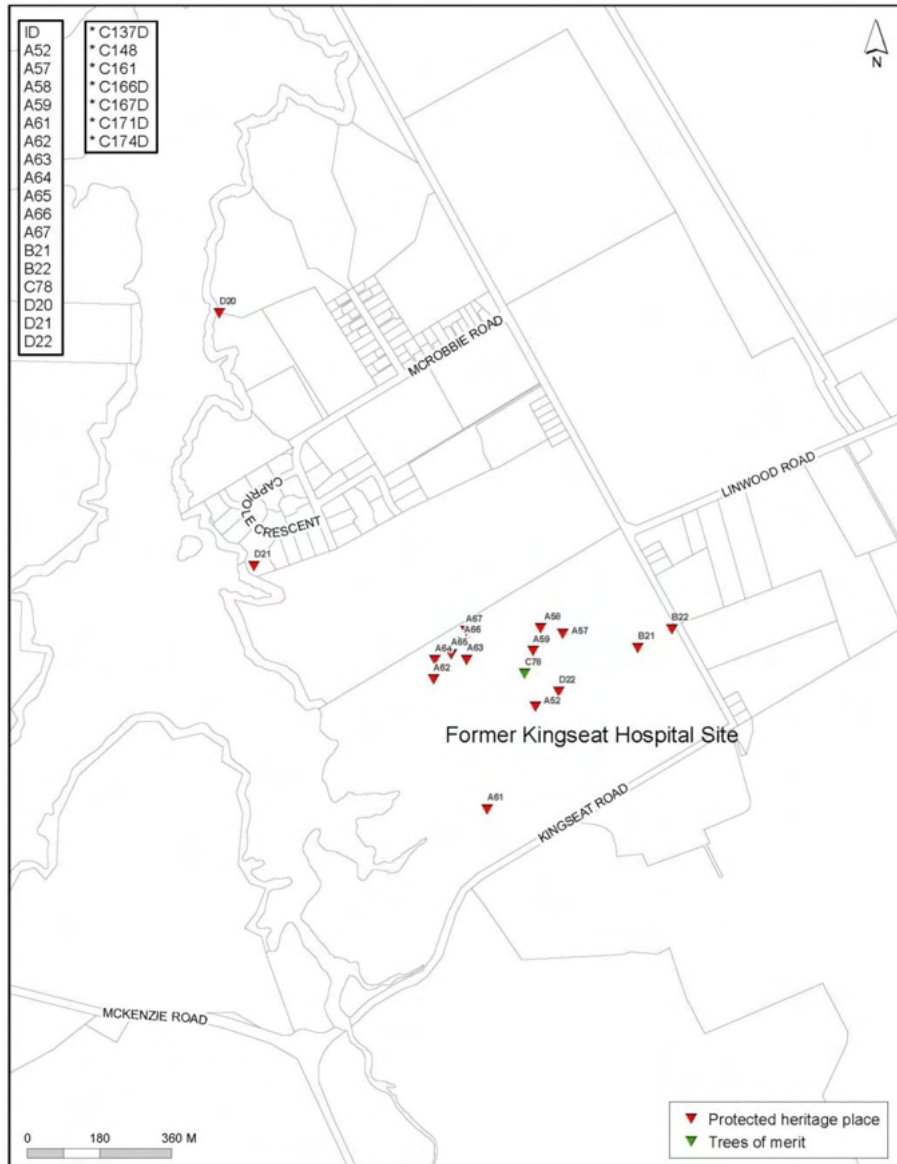 ID
A52
A57
A58
A59
A61
A62
A63
A64
A65
A66
A67
B21
B22
C78
D20
D21
D22
* C137D
* C148
* C161
* C166D
* C167D
* C171D
* C174D
N
D20
MCROBBIE ROAD
LINWOOD ROAD
CAPRIOLE CRESCENT
D21
A67
A66
A58
A57
B22
A65
A64
A63
A59
B21
A62
C78
D22
A52
Former Kingseat Hospital Site
A61
KINGSEAT ROAD
MCKENZIE ROAD
0 180 360 M
Protected heritage place
Trees of merit